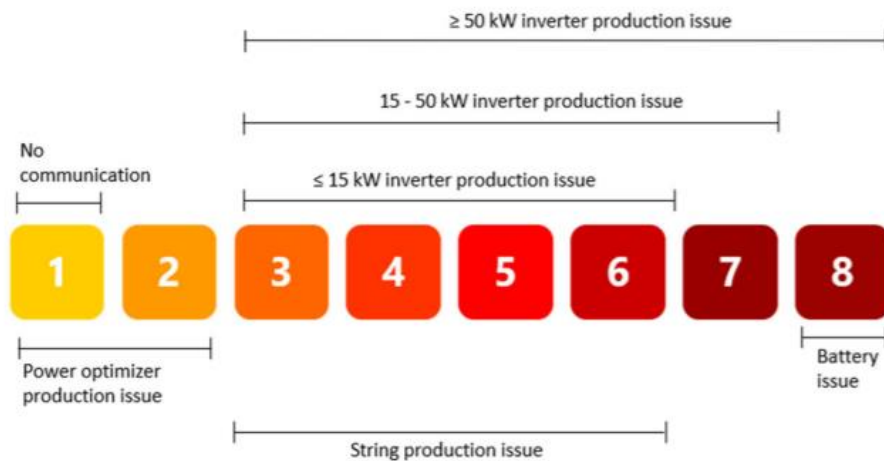 ≥ 50 kW inverter production issue
15 - 50 kW inverter production issue
No
communication
≤ 15 kW inverter production issue
1 2 3 4 5 6 7 8
Power optimizer
production issue
Battery
issue
String production issue